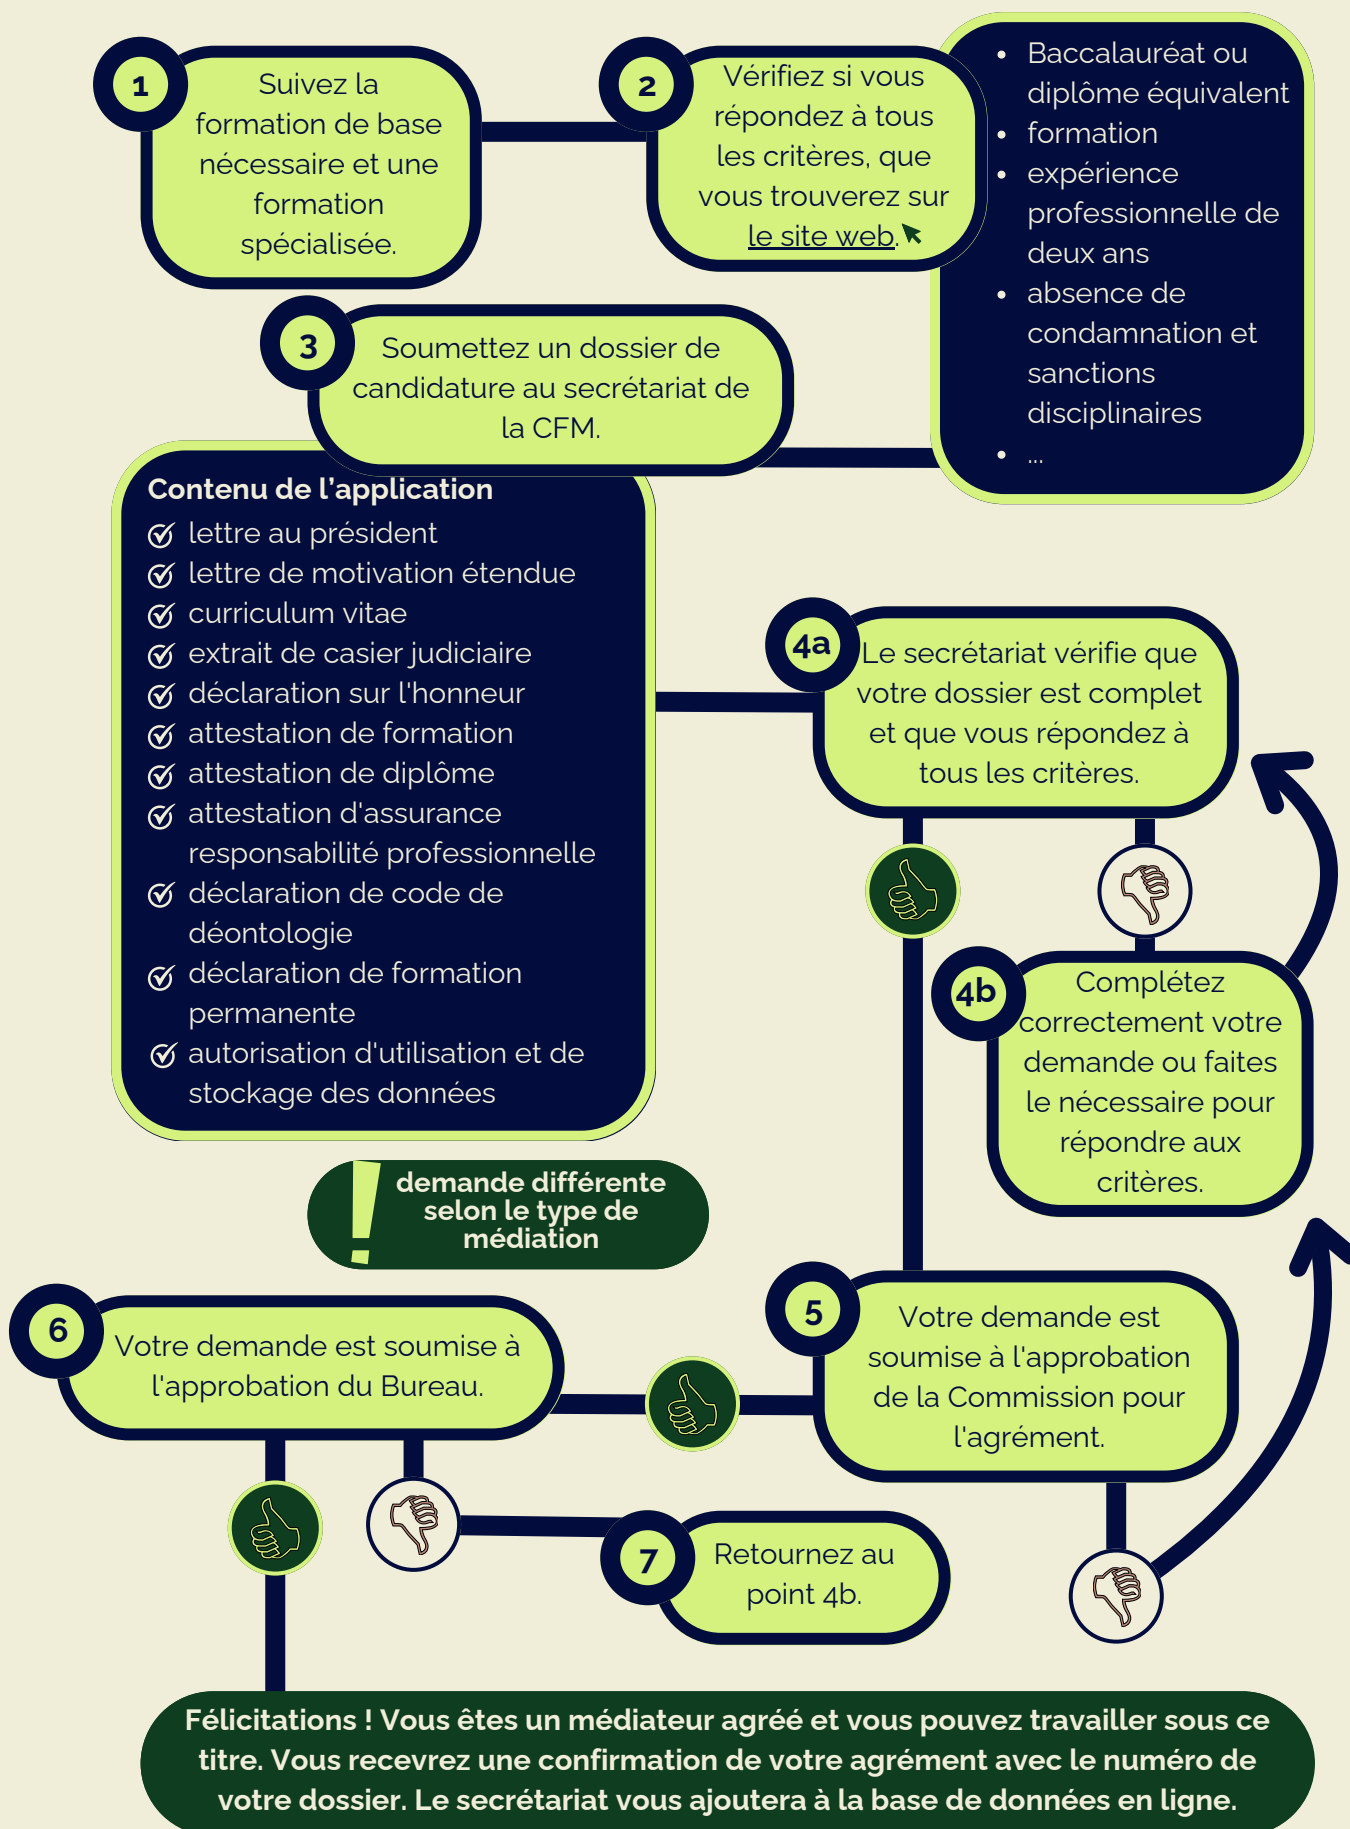 1
Suivez la
formation de base
nécessaire et une
formation
spécialisée.
2
Vérifiez si vous
répondez à tous
les critères, que
vous trouverez sur
le site web.
• Baccalauréat ou
diplôme équivalent
• formation
• expérience
professionnelle de
deux ans
• absence de
condamnation et
sanctions
disciplinaires
• ...
3
Soumettez un dossier de
candidature au secrétariat de
la CFM.
Contenu de l'application
lettre au président
lettre de motivation étendue
curriculum vitae
extrait de casier judiciaire
déclaration sur l'honneur
attestation de formation
attestation de diplôme
attestation d'assurance
responsabilité professionnelle
déclaration de code de
déontologie
déclaration de formation
permanente
autorisation d'utilisation et de
stockage des données
!
demande différente
selon le type de
médiation
4a
Le secrétariat vérifie que
votre dossier est complet
et que vous répondez à
tous les critères.
4b
Complétez
correctement votre
demande ou faites
le nécessaire pour
répondre aux
critères.
5
Votre demande est
soumise à l'approbation
de la Commission pour
l'agrément.
6
Votre demande est soumise à
l'approbation du Bureau.
7
Retournez au
point 4b.
Félicitations ! Vous êtes un médiateur agréé et vous pouvez travailler sous ce
titre. Vous recevrez une confirmation de votre agrément avec le numéro de
votre dossier. Le secrétariat vous ajoutera à la base de données en ligne.